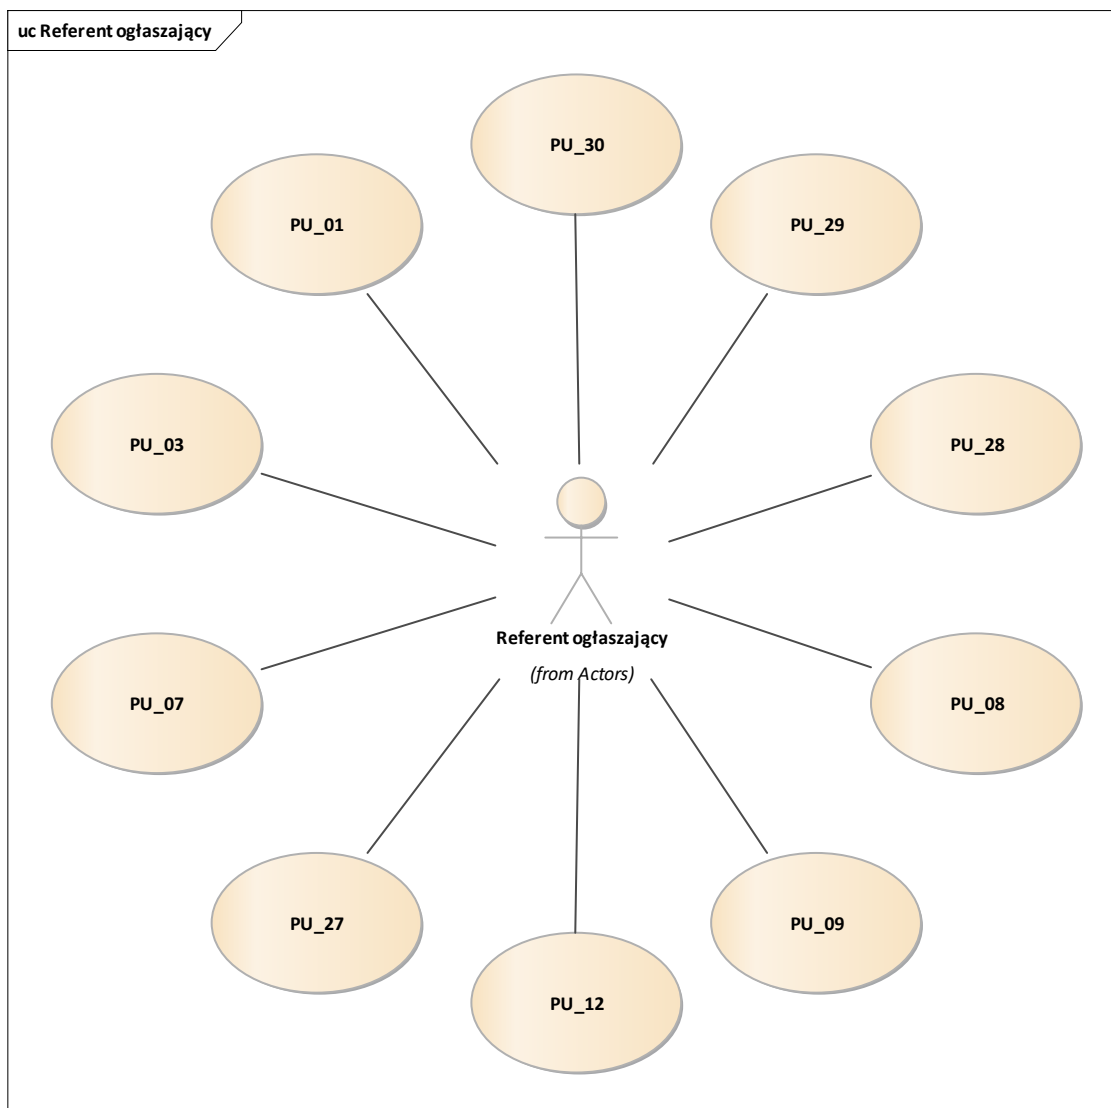 uc Referent ogłaszający
PU_30
PU_01
PU_29
PU_03
PU_28
Referent ogłaszający
(from Actors)
PU_07
PU_08
PU_27
PU_09
PU_12